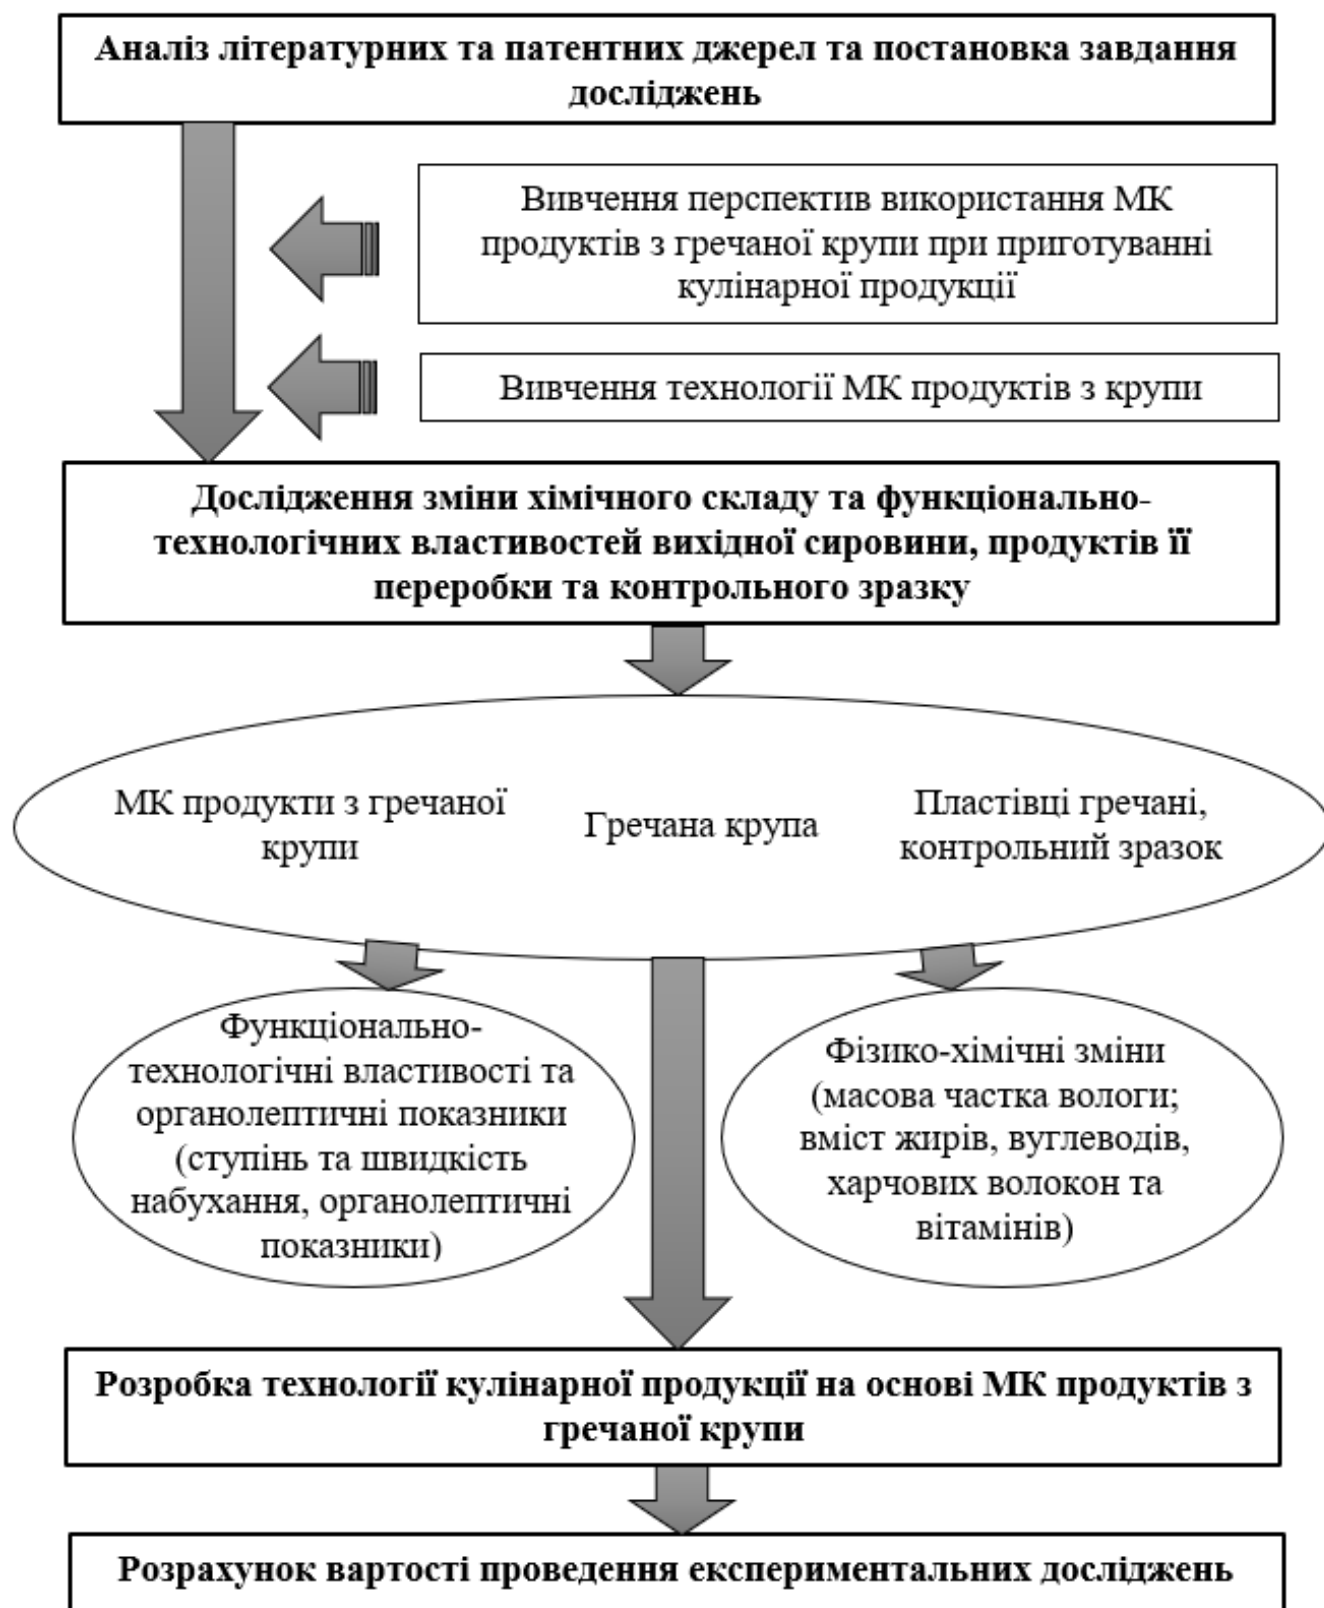 Аналіз літературних та патентних джерел та постановка завдання
досліджень
Вивчення перспектив використання МК
продуктів з гречаної крупи при приготуванні
кулінарної продукції
Вивчення технології МК продуктів з крупи
Дослідження зміни хімічного складу та функціонально-
технологічних властивостей вихідної сировини, продуктів її
переробки та контрольного зразку
МК продукти з гречаної
крупи
Гречана крупа
Пластівці гречані,
контрольний зразок
Функціонально-
технологічні властивості та
органолептичні показники
(ступінь та швидкість
набухання, органолептичні
показники)
Фізико-хімічні зміни
(масова частка вологи;
вміст жирів, вуглеводів,
харчових волокон та
вітамінів)
Розробка технології кулінарної продукції на основі МК продуктів з
гречаної крупи
Розрахунок вартості проведення експериментальних досліджень